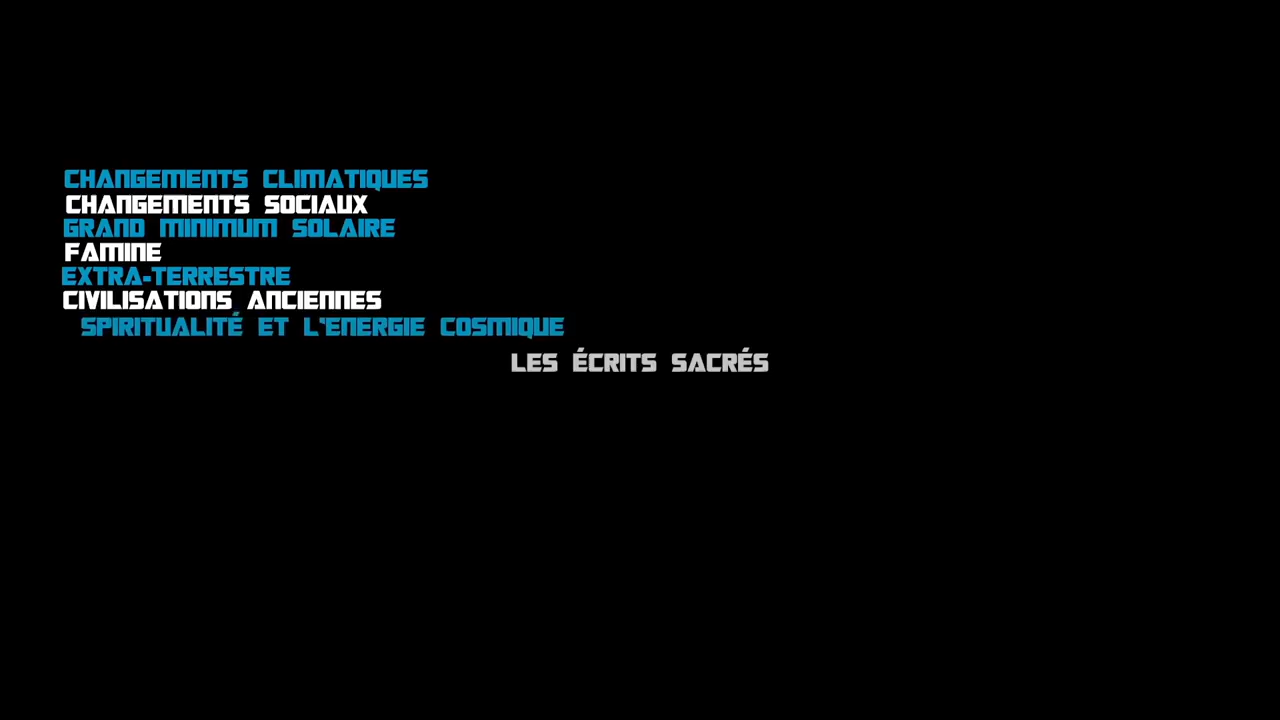 CHANGEMENTS CLIMATIQUES
CHANGEMENTS SOCIAUX
GRAND MINIMUM SOLAIRE
FAMINE
EXTRA-TERRESTRE
CIVILISATIONS ANCIENNES
SPIRITUALITÉ ET L'ENERGIE COSMIQUE
LES ÉCRITS SACRÉS